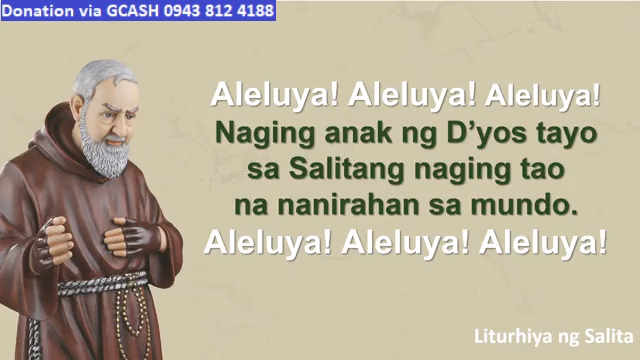 Donation via GCASH 0943 812 4188
Aleluya! Aleluya! Aleluya!
Naging anak ng D'yos tayo
sa Salitang naging tao
na nanirahan sa mundo.
Aleluya! Aleluya! Aleluya!
Liturhiya ng Salita